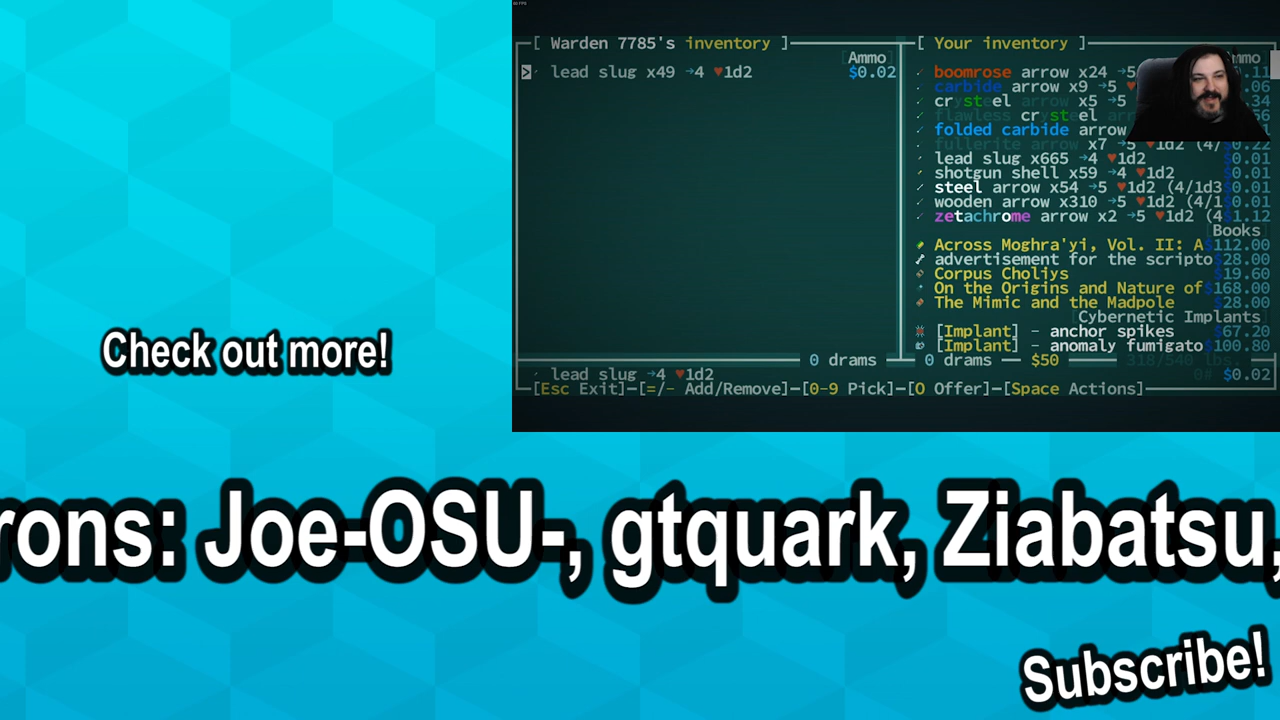 [ Warden 7785's inventory ]
[Ammo]
lead slug x49 →4 ♥1d2 $0.02
0 drams
[ Your inventory ]
boomrose arrow x24 →5
carbide arrow x9 →5
crysteel arrow x5 →5
flawless crysteel
folded carbide arrow
fullerite arrow x7 →5 ♥1d2 (4/ $0.22
lead slug x665 →4 ♥1d2 $0.01
shotgun shell x59 →4 ♥1d2 $0.01
steel arrow x54 →5 ♥1d2 (4/1d3 $0.01
wooden arrow x310 →5 ♥1d2 (4/1 $0.01
zetachrome arrow x2 →5 ♥1d2 (4 $1.12
[Books]
Across Moghra'yi, Vol. II: A $112.00
advertisement for the scripto $28.00
Corpus Choliys $19.60
On the Origins and Nature of $168.00
The Mimic and the Madpole $28.00
[Cybernetic Implants]
[Implant] - anchor spikes $67.20
[Implant] - anomaly fumigato $100.80
0 drams $50
lead slug →4 ♥1d2 0# $0.02
[Esc Exit]-[=/- Add/Remove]-[0-9 Pick]-[O Offer]-[Space Actions]
Check out more!
rons: Joe-OSU-, gtquark, Ziabatsu,
Subscribe!